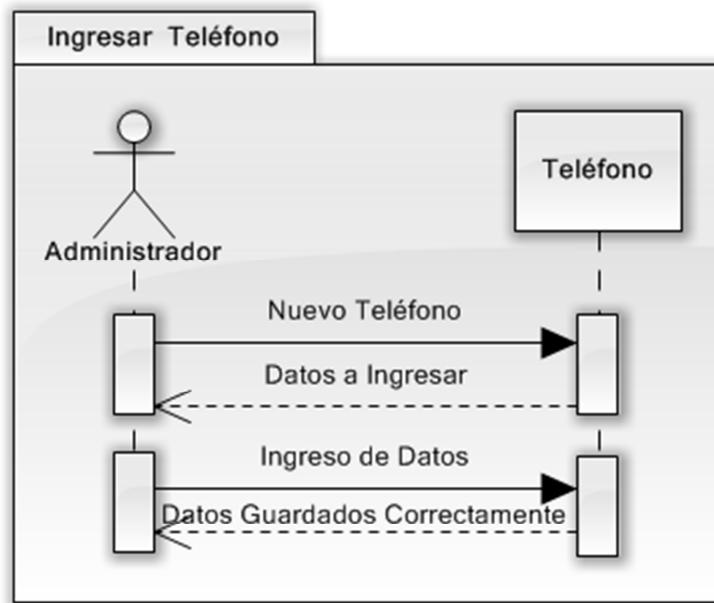 Ingresar Teléfono
Teléfono
Administrador
Nuevo Teléfono
Datos a Ingresar
Ingreso de Datos
Datos Guardados Correctamente